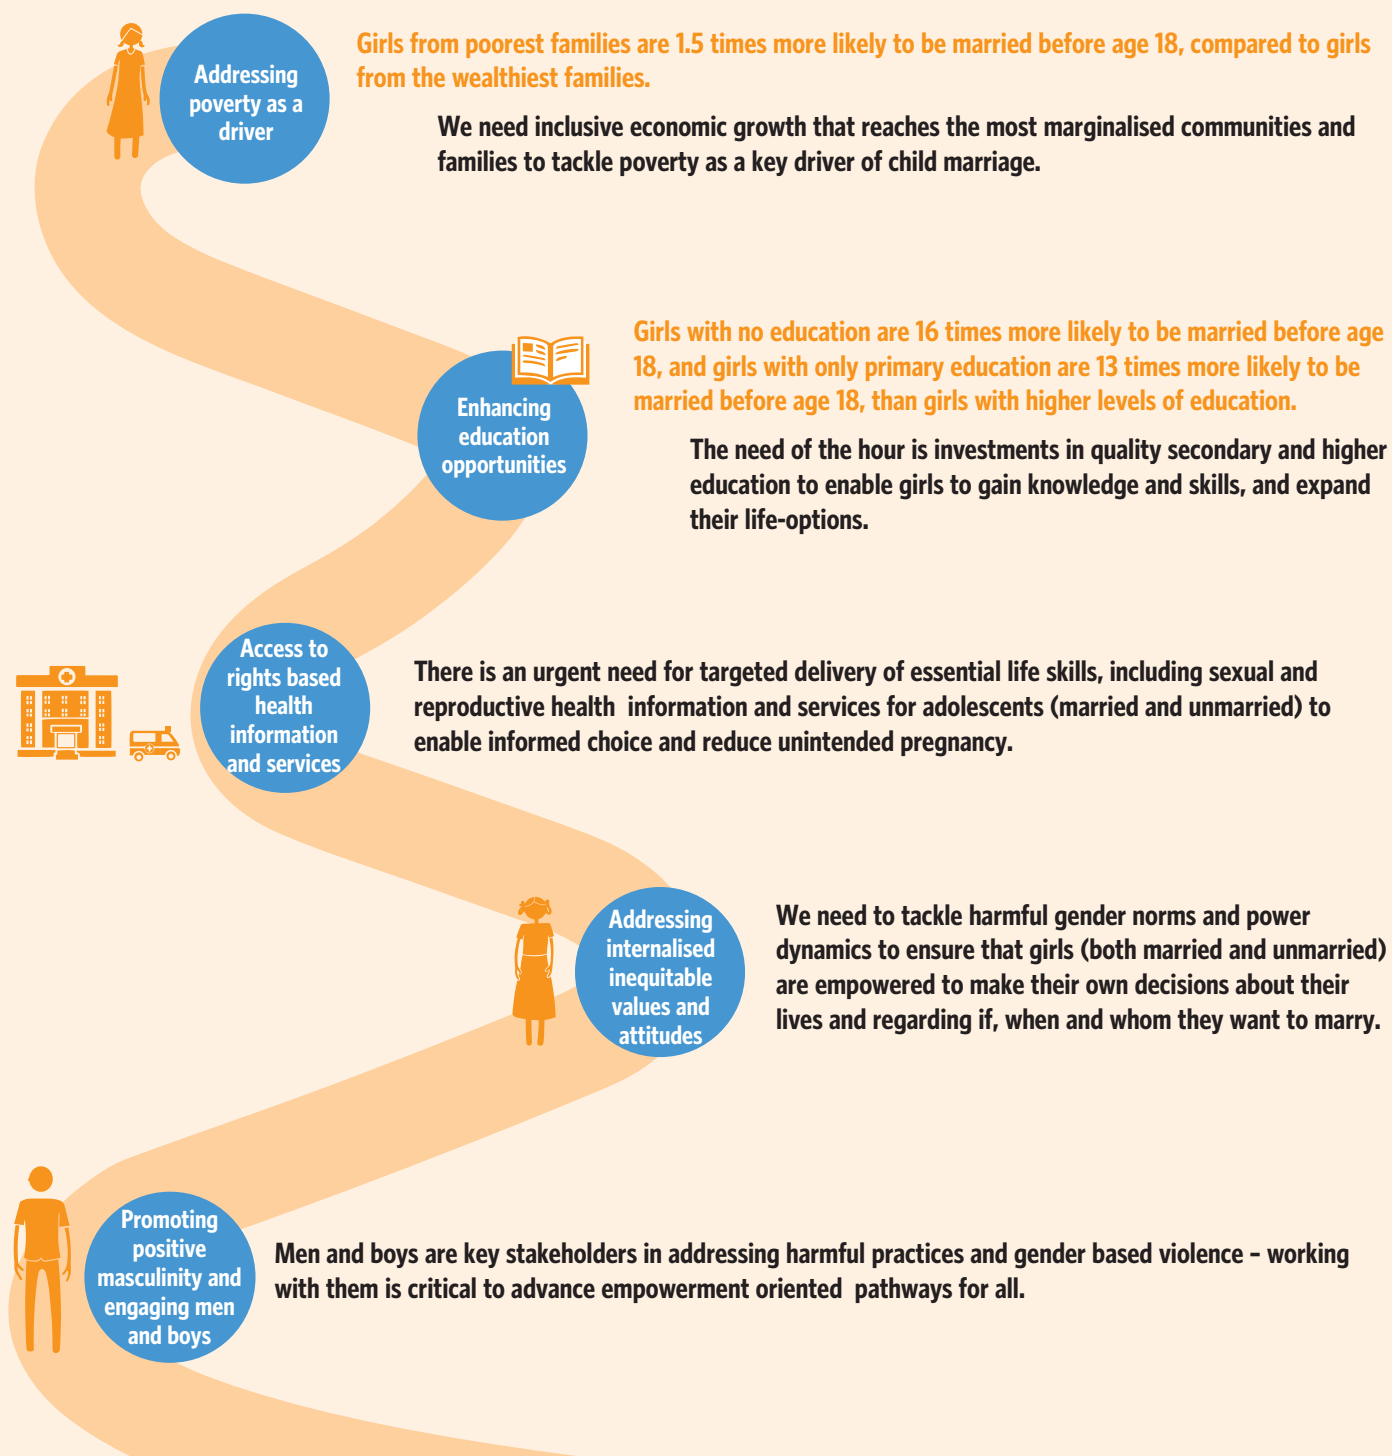 Addressing
poverty as a
driver
Girls from poorest families are 1.5 times more likely to be married before age 18, compared to girls
from the wealthiest families.
We need inclusive economic growth that reaches the most marginalised communities and
families to tackle poverty as a key driver of child marriage.
Enhancing
education
opportunities
Girls with no education are 16 times more likely to be married before age
18, and girls with only primary education are 13 times more likely to be
married before age 18, than girls with higher levels of education.
The need of the hour is investments in quality secondary and higher
education to enable girls to gain knowledge and skills, and expand
their life-options.
Access to
rights based
health
information
and services
There is an urgent need for targeted delivery of essential life skills, including sexual and
reproductive health information and services for adolescents (married and unmarried) to
enable informed choice and reduce unintended pregnancy.
Addressing
internalised
inequitable
values and
attitudes
We need to tackle harmful gender norms and power
dynamics to ensure that girls (both married and unmarried)
are empowered to make their own decisions about their
lives and regarding if, when and whom they want to marry.
Promoting
positive
masculinity and
engaging men
and boys
Men and boys are key stakeholders in addressing harmful practices and gender based violence – working
with them is critical to advance empowerment oriented pathways for all.